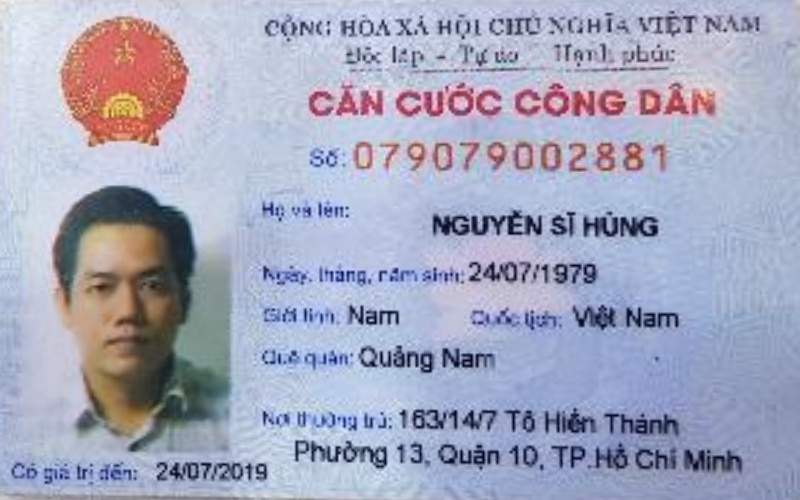 CỘNG HÒA XÃ HỘI CHỦ NGHĨA VIỆT NAM
Độc lập - Tự do - Hạnh phúc
CĂN CƯỚC CÔNG DÂN
Số: 079079002881
Họ và tên: NGUYỄN SĨ HÙNG
Ngày, tháng, năm sinh: 24/07/1979
Giới tính: Nam Quốc tịch: Việt Nam
Quê quán: Quảng Nam
Nơi thường trú: 163/14/7 Tô Hiến Thành
Phường 13, Quận 10, TP.Hồ Chí Minh
Có giá trị đến: 24/07/2019